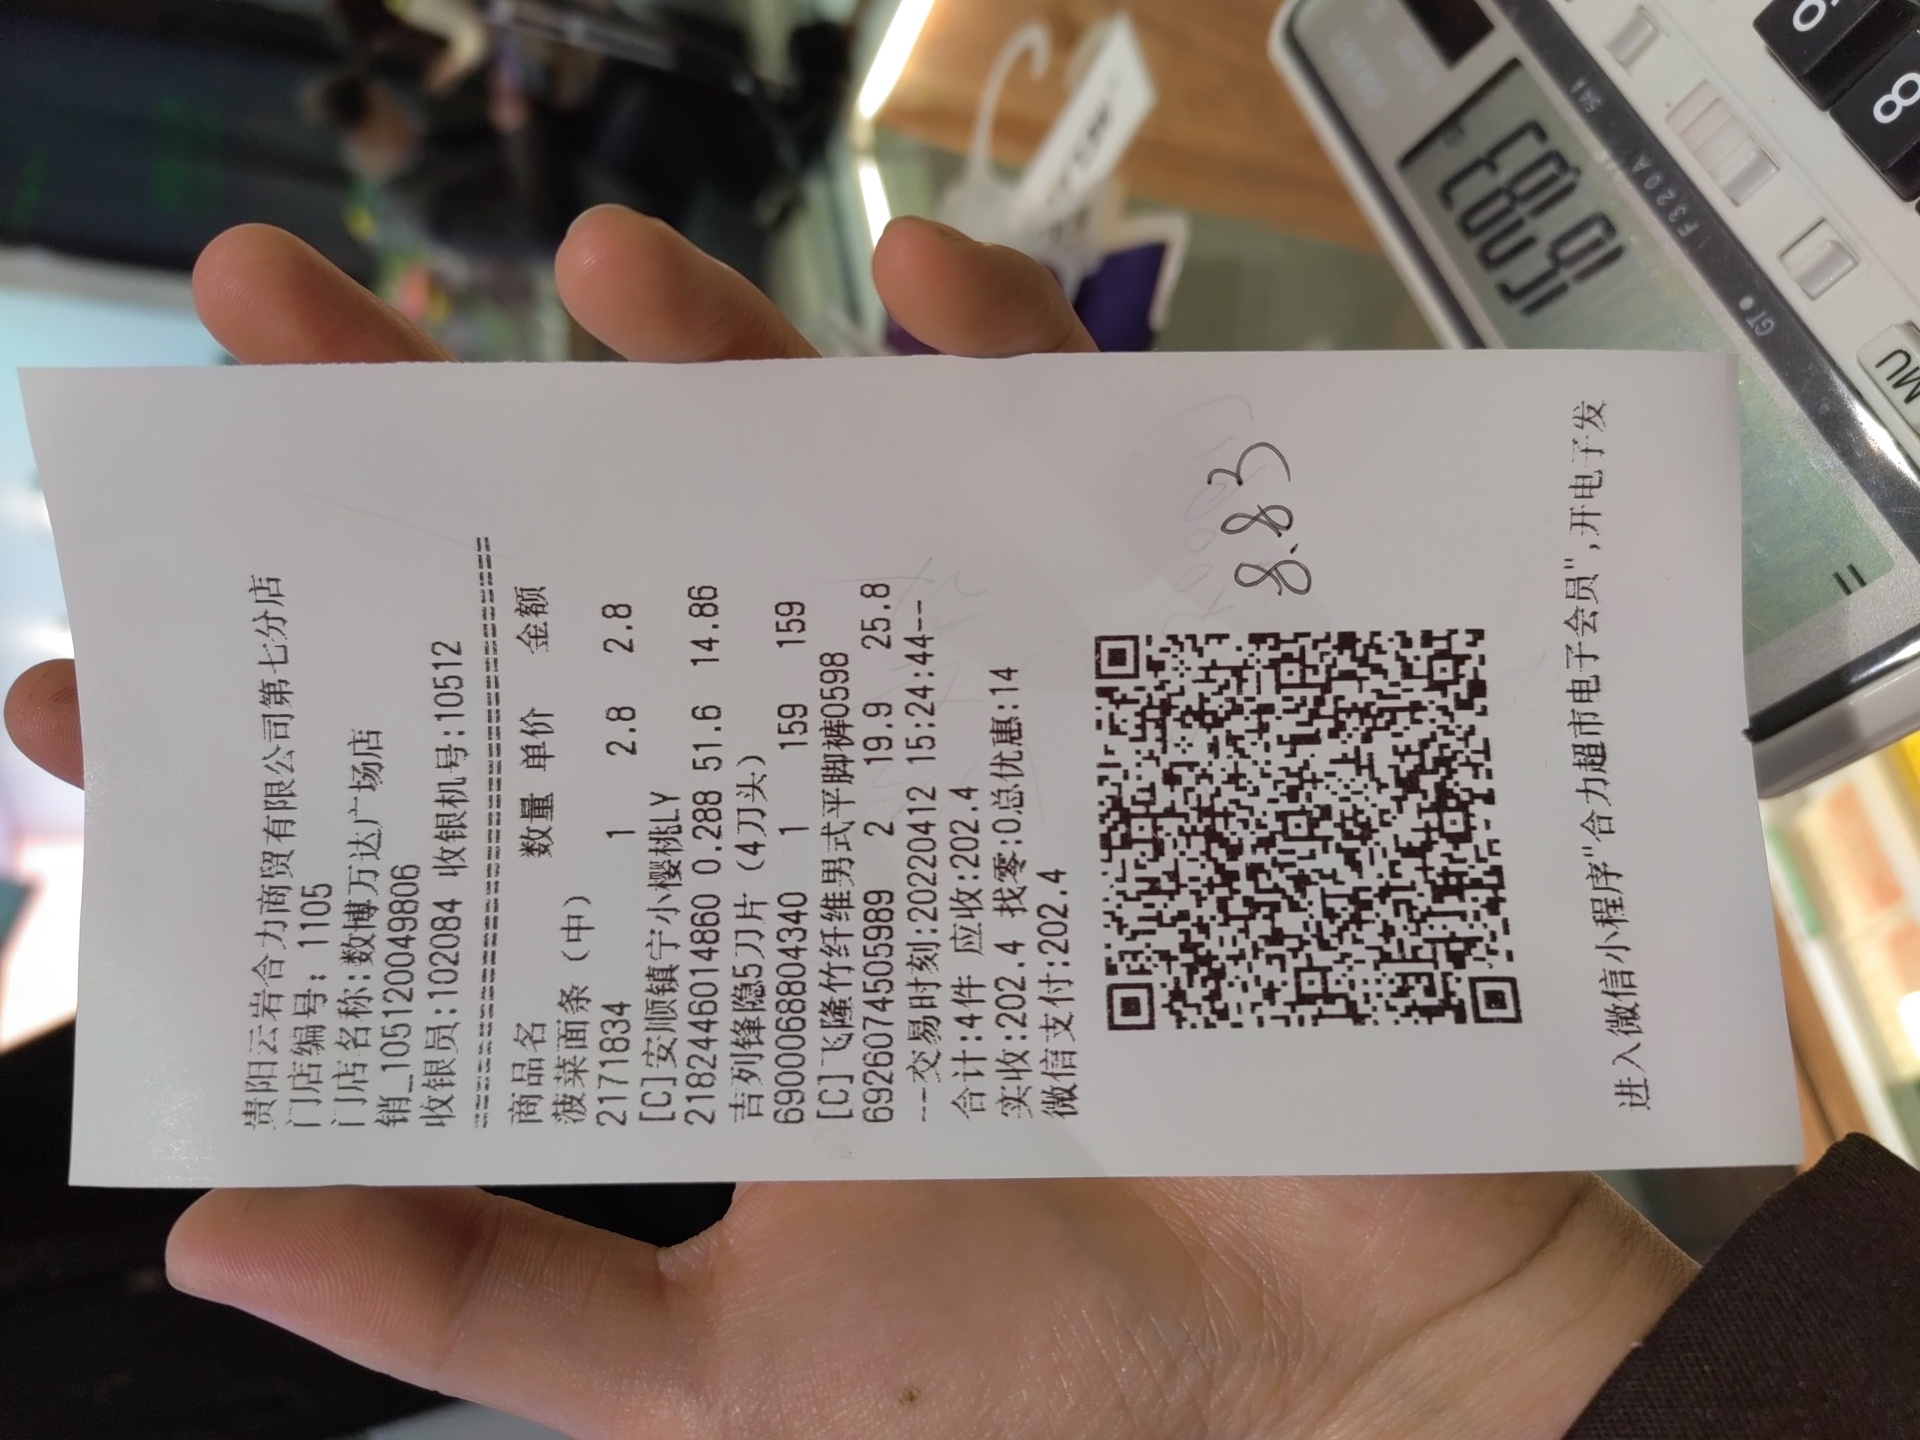 贵阳云岩合力商贸有限公司第七分店
门店编号: 1105
门店名称:数博万达广场店
销_105120049806
收银员:102084 收银机号:10512
商品名 数量 单价 金额
菠菜面条(中)
2171834 1 2.8 2.8
[C]安顺镇宁小樱桃LY
2182446014860 0.288 51.6 14.86
吉列锋隐5刀片(4刀头)
6900068804340 1 159 159
[C]飞隆竹纤维男式平脚裤0598
6926074505989 2 19.9 25.8
--交易时刻:20220412 15:24:44--
合计:4件 应收:202.4
实收:202.4 找零:0总优惠:14
微信支付:202.4
8.83
进入微信小程序"合力超市电子会员",开电子发
GT
MU
8